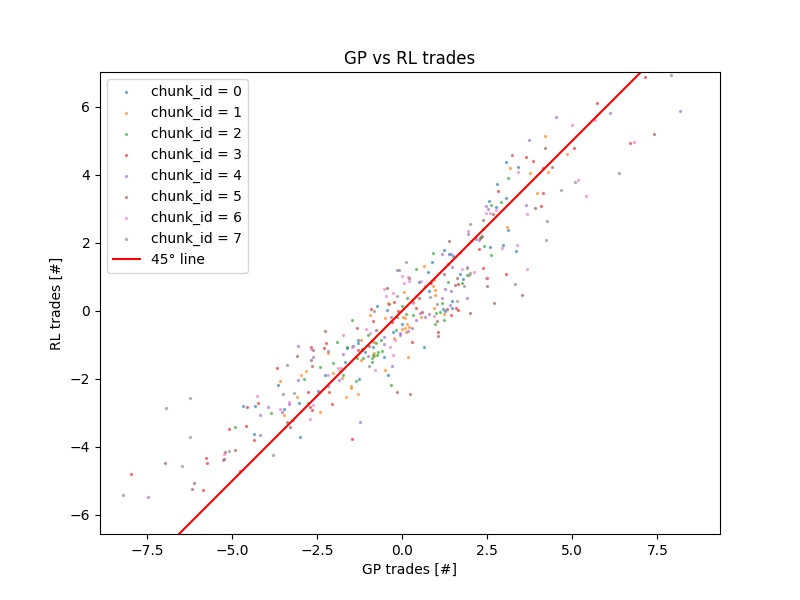 GP vs RL trades
chunk_id = 0
chunk_id = 1
chunk_id = 2
chunk_id = 3
chunk_id = 4
chunk_id = 5
chunk_id = 6
chunk_id = 7
45° line
RL trades [#]
6
4
2
0
−2
−4
−6
−7.5 −5.0 −2.5 0.0 2.5 5.0 7.5
GP trades [#]